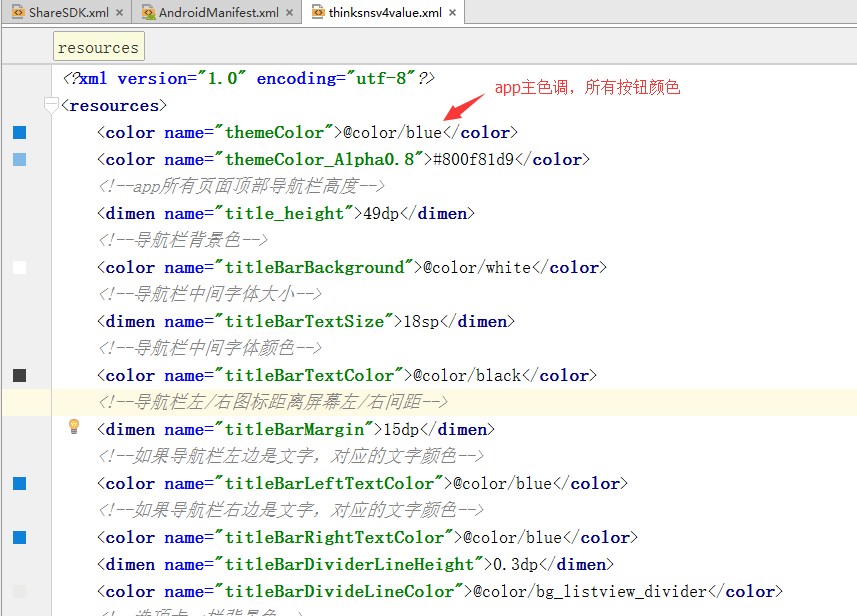 ShareSDK.xml AndroidManifest.xml thinksnsv4value.xml
resources
<?xml version="1.0" encoding="utf-8"?>
app主色调，所有按钮颜色
<resources>
<color name="themeColor">@color/blue</color>
<color name="themeColor_Alpha0.8">#800f81d9</color>
<!--app所有页面顶部导航栏高度-->
<dimen name="title_height">49dp</dimen>
<!--导航栏背景色-->
<color name="titleBarBackground">@color/white</color>
<!--导航栏中间字体大小-->
<dimen name="titleBarTextSize">18sp</dimen>
<!--导航栏中间字体颜色-->
<color name="titleBarTextColor">@color/black</color>
<!--导航栏左/右图标距离屏幕左/右间距-->
<dimen name="titleBarMargin">15dp</dimen>
<!--如果导航栏左边是文字，对应的文字颜色-->
<color name="titleBarLeftTextColor">@color/blue</color>
<!--如果导航栏右边是文字，对应的文字颜色-->
<color name="titleBarRightTextColor">@color/blue</color>
<dimen name="titleBarDividerLineHeight">0.3dp</dimen>
<color name="titleBarDivideLineColor">@color/bg_listview_divider</color>